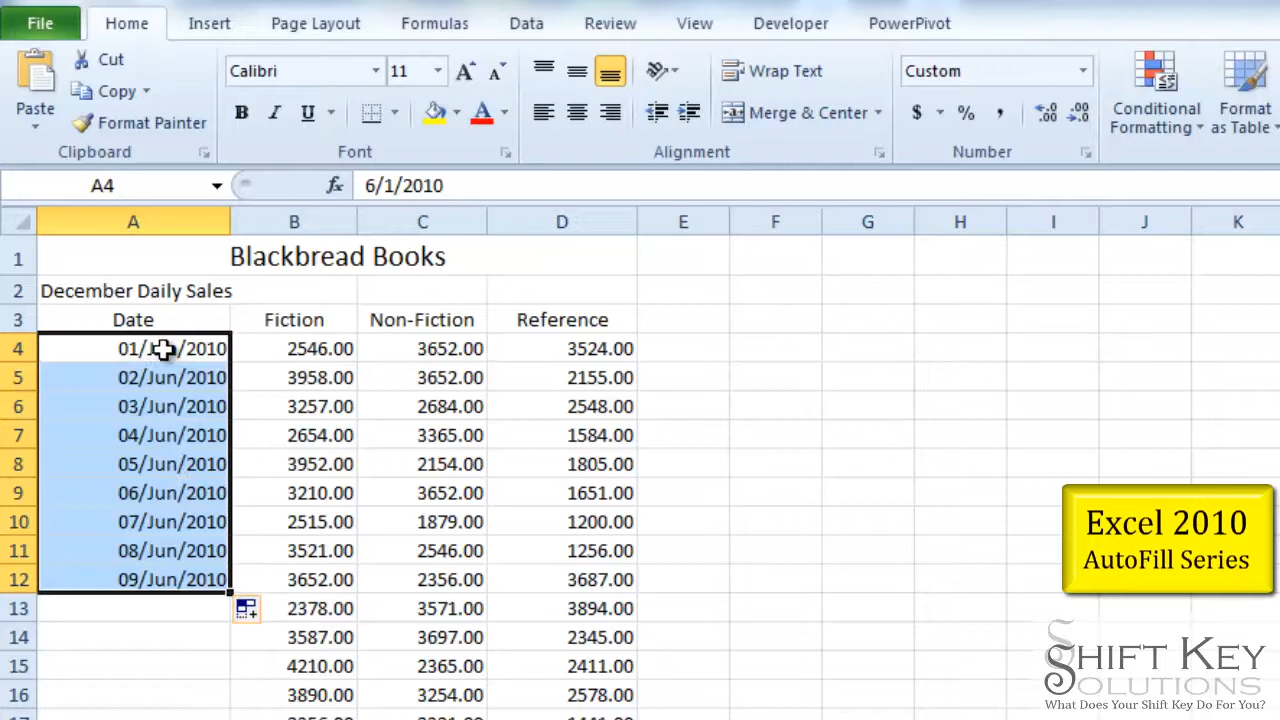 File Home Insert Page Layout Formulas Data Review View Developer PowerPivot
Paste Cut Copy Format Painter Clipboard
Calibri 11 A A B I U A Font
Wrap Text Merge & Center Alignment
Custom $ % , .0 .00 .00 .0 Number
Conditional Formatting Format as Table
A4 fx 6/1/2010
A B C D E F G H I J K
1 Blackbread Books
2 December Daily Sales
3 Date Fiction Non-Fiction Reference
4 01/Jun/2010 2546.00 3652.00 3524.00
5 02/Jun/2010 3958.00 3652.00 2155.00
6 03/Jun/2010 3257.00 2684.00 2548.00
7 04/Jun/2010 2654.00 3365.00 1584.00
8 05/Jun/2010 3952.00 2154.00 1805.00
9 06/Jun/2010 3210.00 3652.00 1651.00
10 07/Jun/2010 2515.00 1879.00 1200.00
11 08/Jun/2010 3521.00 2546.00 1256.00
12 09/Jun/2010 3652.00 2356.00 3687.00
13 2378.00 3571.00 3894.00
14 3587.00 3697.00 2345.00
15 4210.00 2365.00 2411.00
16 3890.00 3254.00 2578.00
Excel 2010
AutoFill Series
SHIFT KEY
SOLUTIONS
What Does Your Shift Key Do For You?